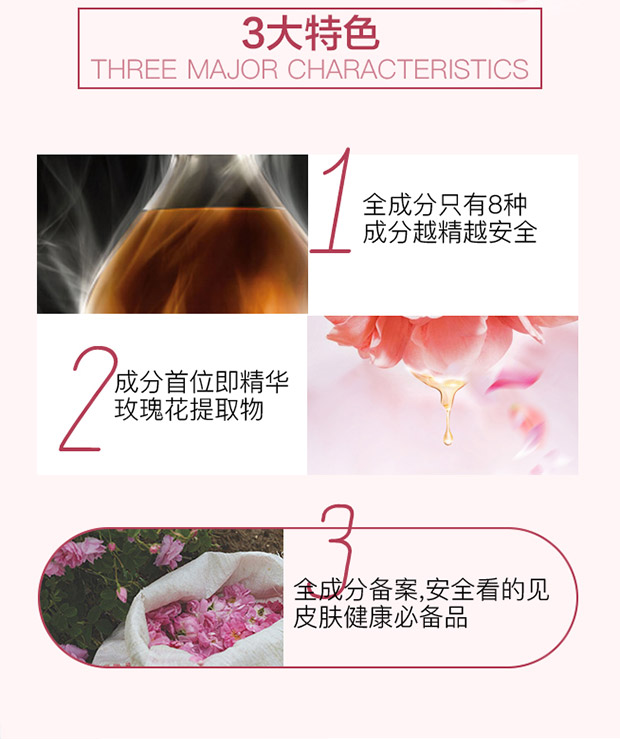 3大特色
THREE MAJOR CHARACTERISTICS
1
全成分只有8种
成分越精越安全
2
成分首位即精华
玫瑰花提取物
3
全成分备案,安全看的见
皮肤健康必备品